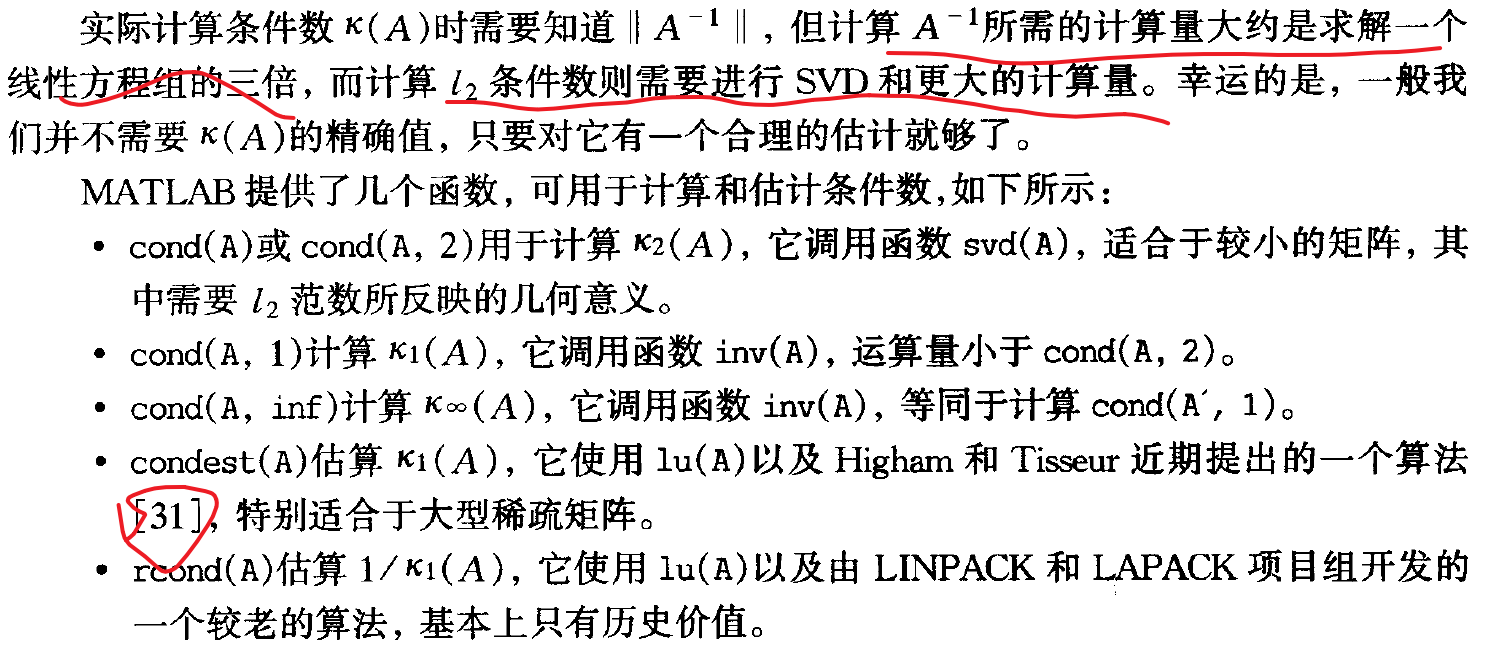 实际计算条件数 κ(A)时需要知道‖ A⁻¹ ‖，但计算 A⁻¹所需的计算量大约是求解一个
线性方程组的三倍，而计算 l₂ 条件数则需要进行 SVD 和更大的计算量。幸运的是，一般我
们并不需要 κ(A)的精确值，只要对它有一个合理的估计就够了。
MATLAB 提供了几个函数，可用于计算和估计条件数,如下所示：
• cond(A)或 cond(A, 2)用于计算 κ₂(A)，它调用函数 svd(A)，适合于较小的矩阵，其
中需要 l₂ 范数所反映的几何意义。
• cond(A, 1)计算 κ₁(A)，它调用函数 inv(A)，运算量小于 cond(A, 2)。
• cond(A, inf)计算 κ∞(A)，它调用函数 inv(A)，等同于计算 cond(A′, 1)。
• condest(A)估算 κ₁(A)，它使用 lu(A)以及 Higham 和 Tisseur 近期提出的一个算法
[31]，特别适合于大型稀疏矩阵。
• rcond(A)估算 1/κ₁(A)，它使用 lu(A)以及由 LINPACK 和 LAPACK 项目组开发的
一个较老的算法，基本上只有历史价值。